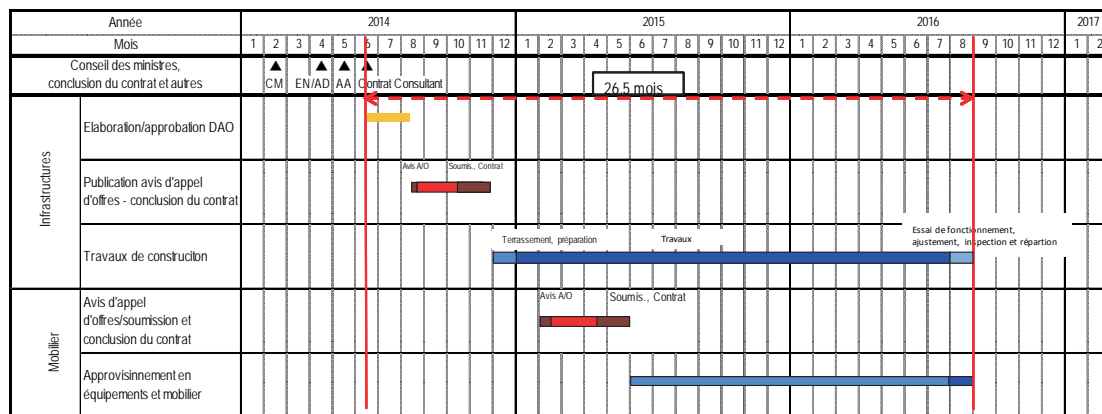 Année 2014 2015 2016 2017
Mois 1 2 3 4 5 6 7 8 9 10 11 12 1 2 3 4 5 6 7 8 9 10 11 12 1 2 3 4 5 6 7 8 9 10 11 12 1 2
Conseil des ministres,
conclusion du contrat et autres
▲ ▲ ▲ ▲
CM EN/AD AA Contrat Consultant
26,5 mois
Infrastructures
Elaboration/approbation DAO
Publication avis d'appel
d'offres - conclusion du contrat
Avis A/O Soumis., Contrat
Travaux de construciton
Terrassement, préparation Travaux
Essai de fonctionnement,
ajustement, inspection et répartion
Mobilier
Avis d'appel
d'offres/soumission et
conclusion du contrat
Avis A/O Soumis., Contrat
Approvisinnement en
équipements et mobilier